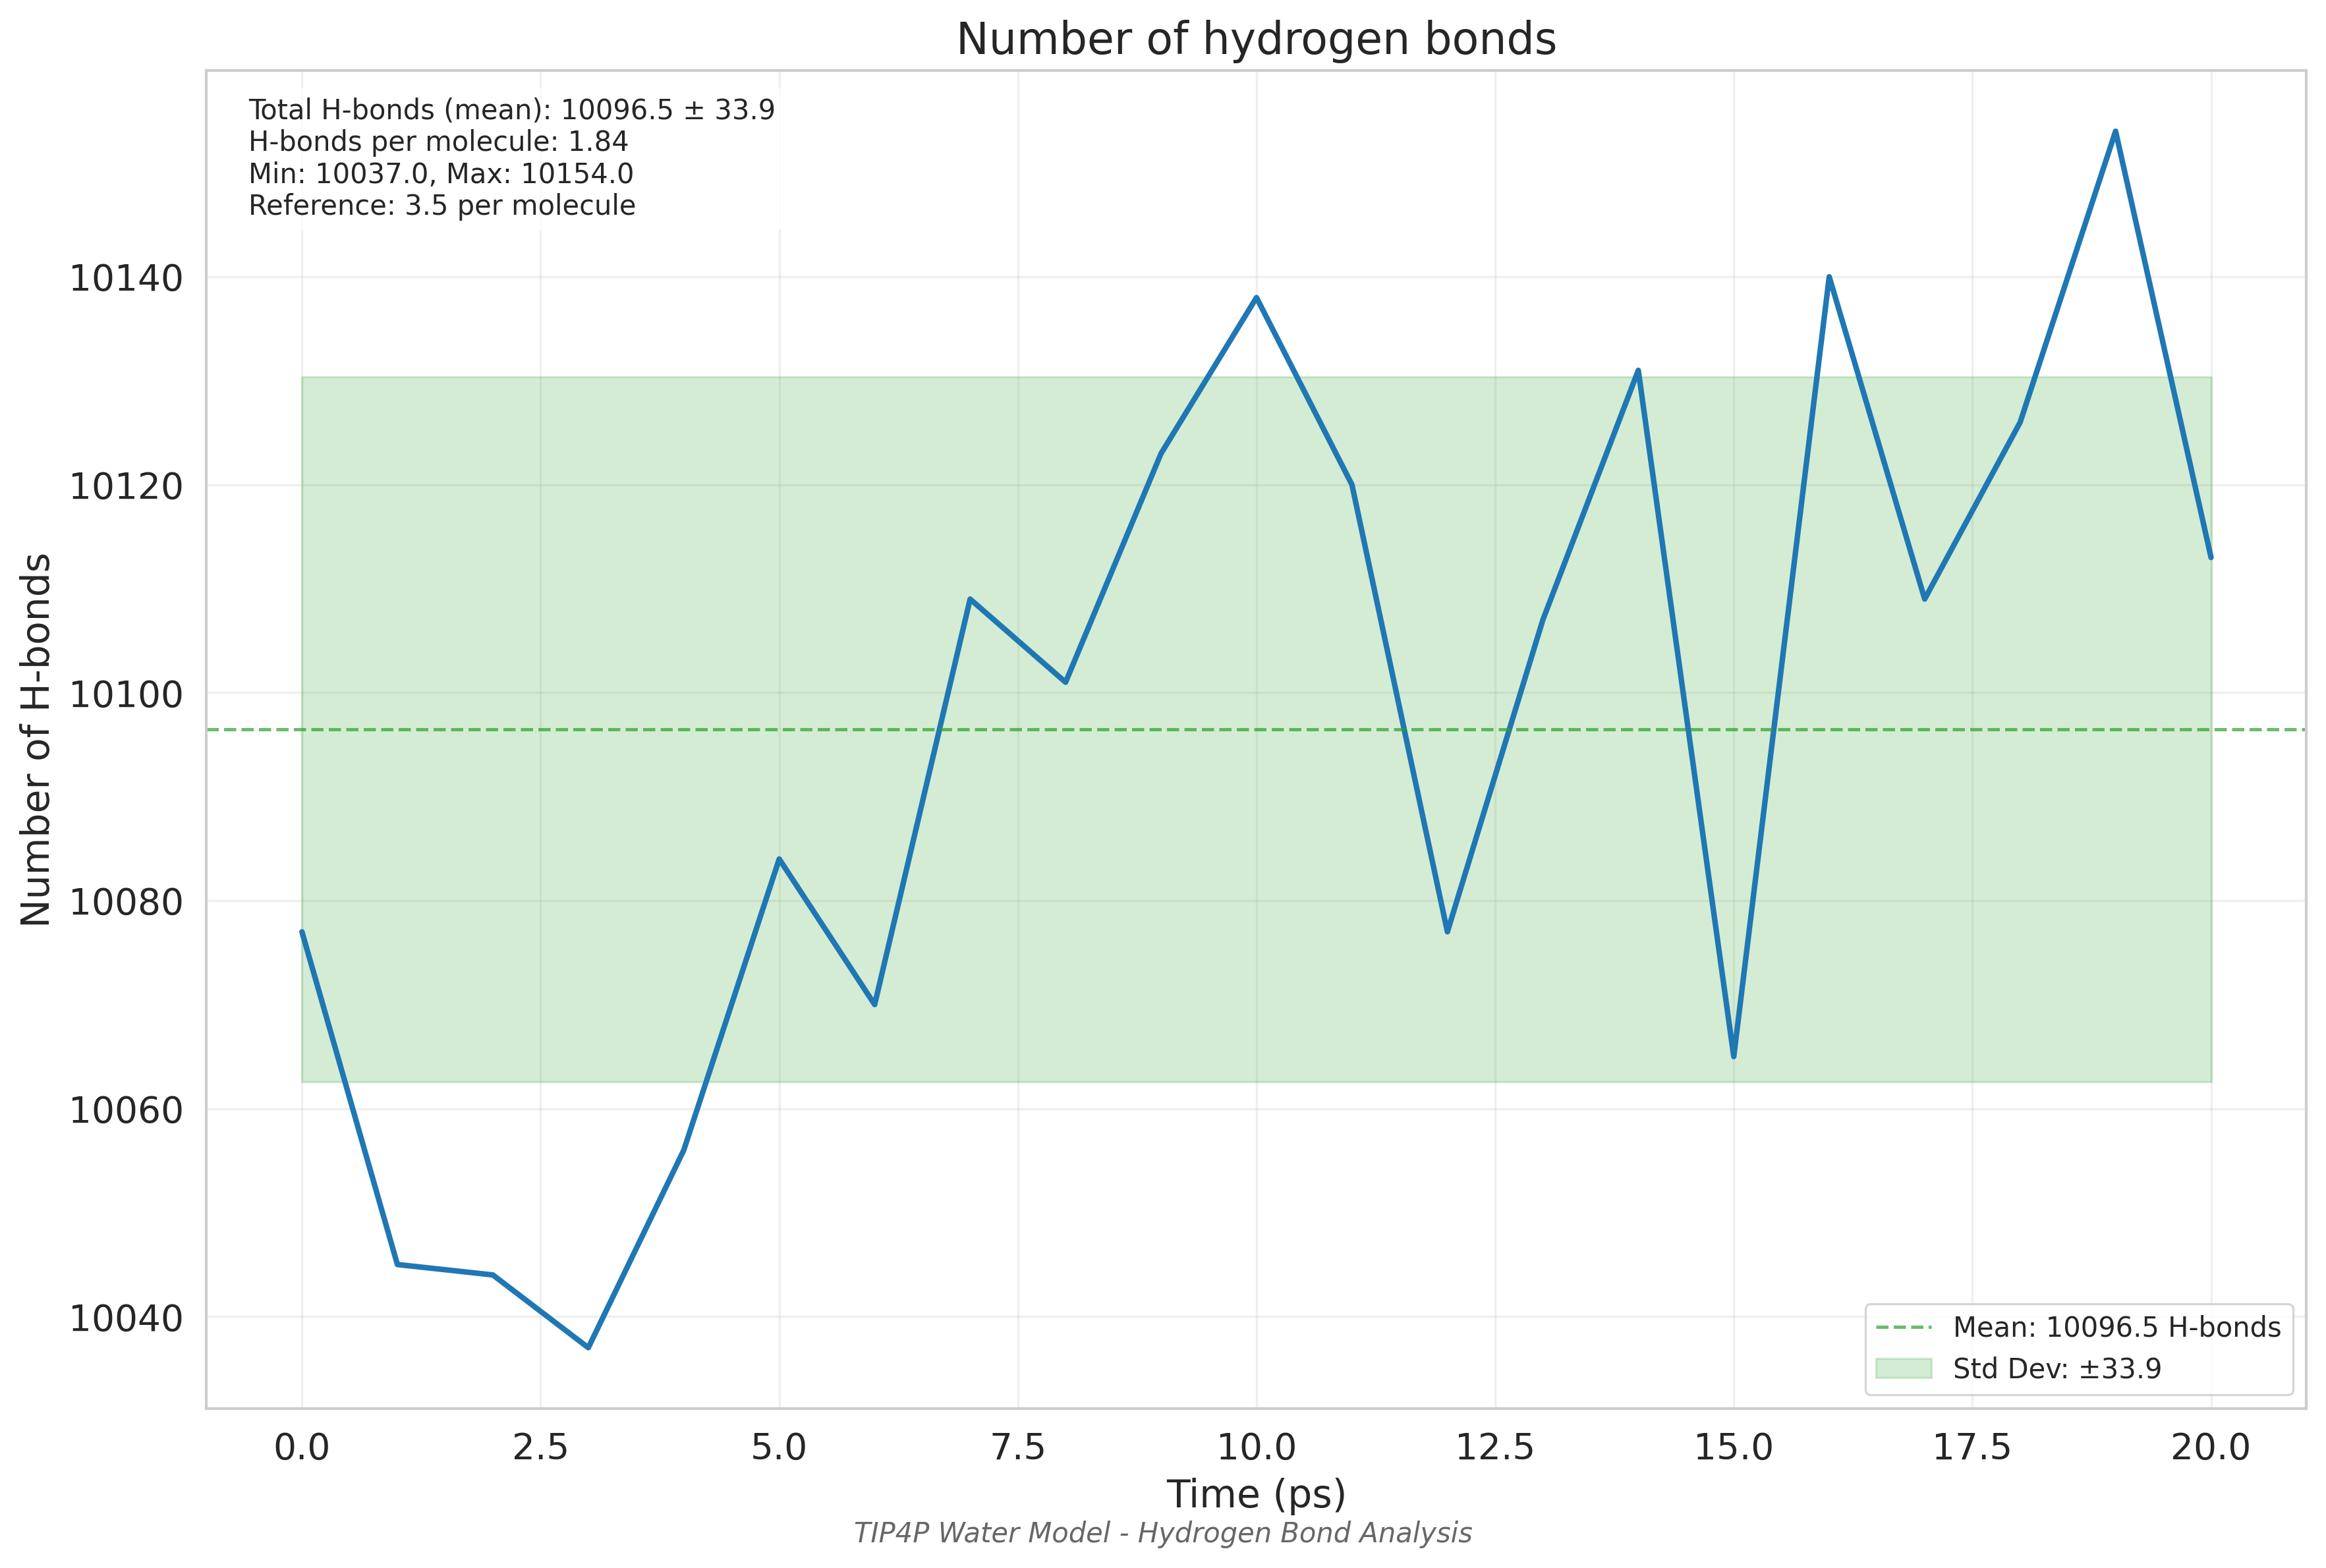 Number of hydrogen bonds
Total H-bonds (mean): 10096.5 ± 33.9
H-bonds per molecule: 1.84
Min: 10037.0, Max: 10154.0
Reference: 3.5 per molecule
Number of H-bonds
10140
10120
10100
10080
10060
10040
Mean: 10096.5 H-bonds
Std Dev: ±33.9
0.0 2.5 5.0 7.5 10.0 12.5 15.0 17.5 20.0
Time (ps)
TIP4P Water Model - Hydrogen Bond Analysis